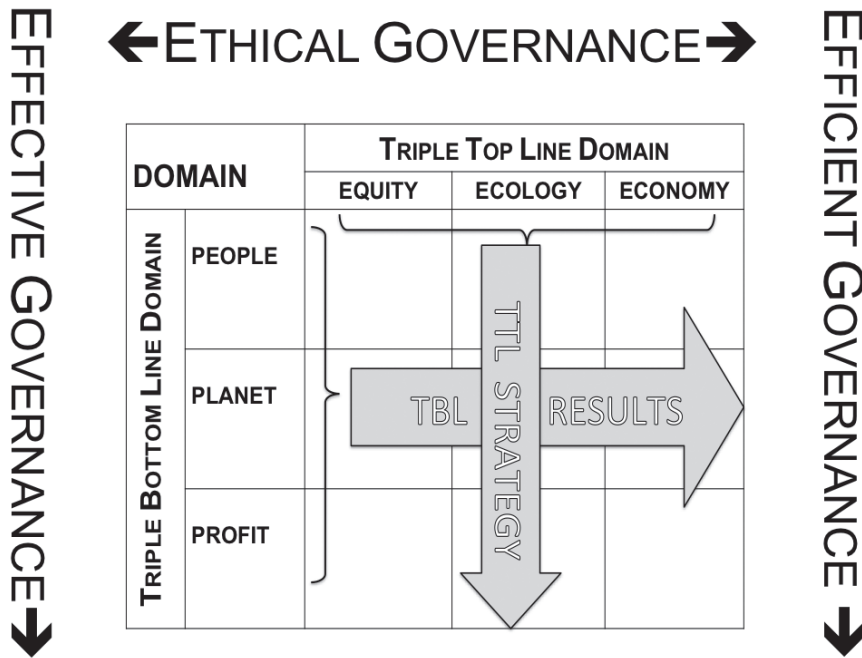 ←ETHICAL GOVERNANCE→
EFFECTIVE GOVERNANCE→
EFFICIENT GOVERNANCE→
DOMAIN
TRIPLE TOP LINE DOMAIN
EQUITY
ECOLOGY
ECONOMY
TRIPLE BOTTOM LINE DOMAIN
PEOPLE
PLANET
PROFIT
TTL STRATEGY
TBL RESULTS